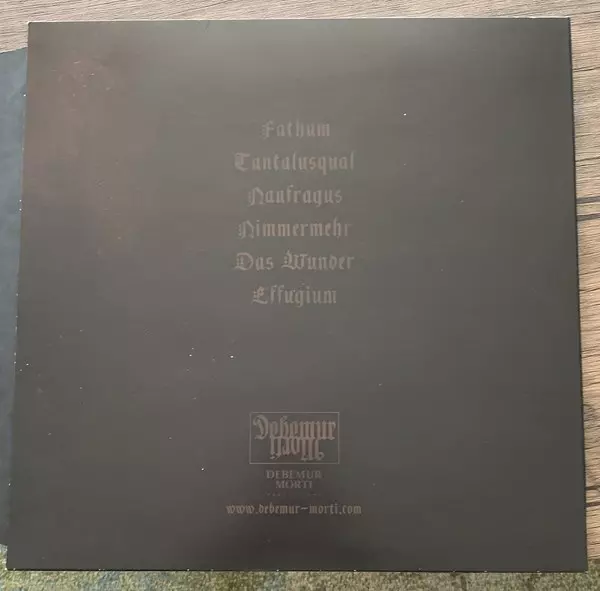 Fathum
Tantalusqual
Naufragus
Nimmermehr
Das Wunder
Effugium
Debemur
Morti
DEBEMUR
MORTI
www.debemur-morti.com